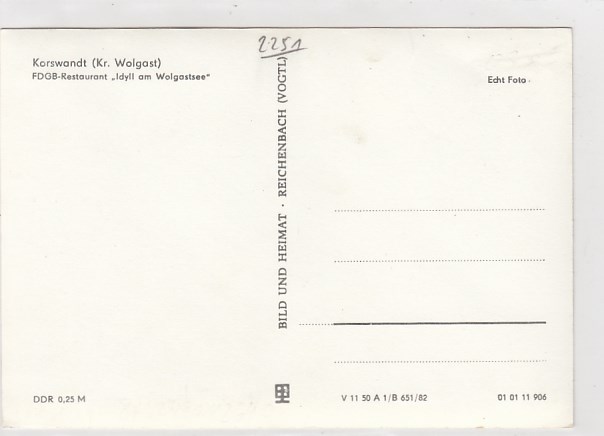 2251
Korswandt (Kr. Wolgast)
FDGB-Restaurant „Idyll am Wolgastsee"
Echt Foto
BILD UND HEIMAT · REICHENBACH (VOGTL)
DDR 0,25 M
V 11 50 A 1/B 651/82
01 01 11 906